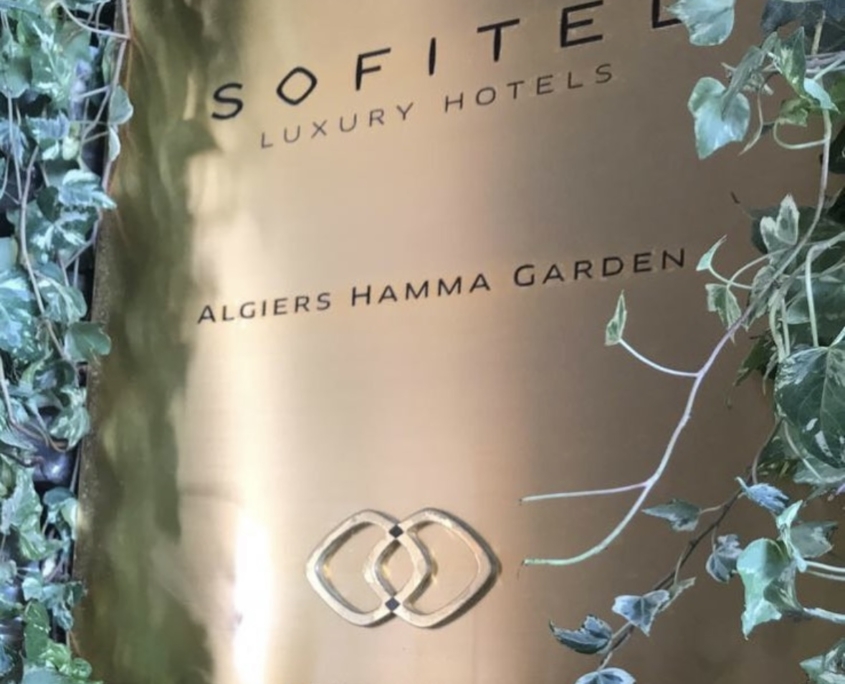 SOFITEL
LUXURY HOTELS
ALGIERS HAMMA GARDEN